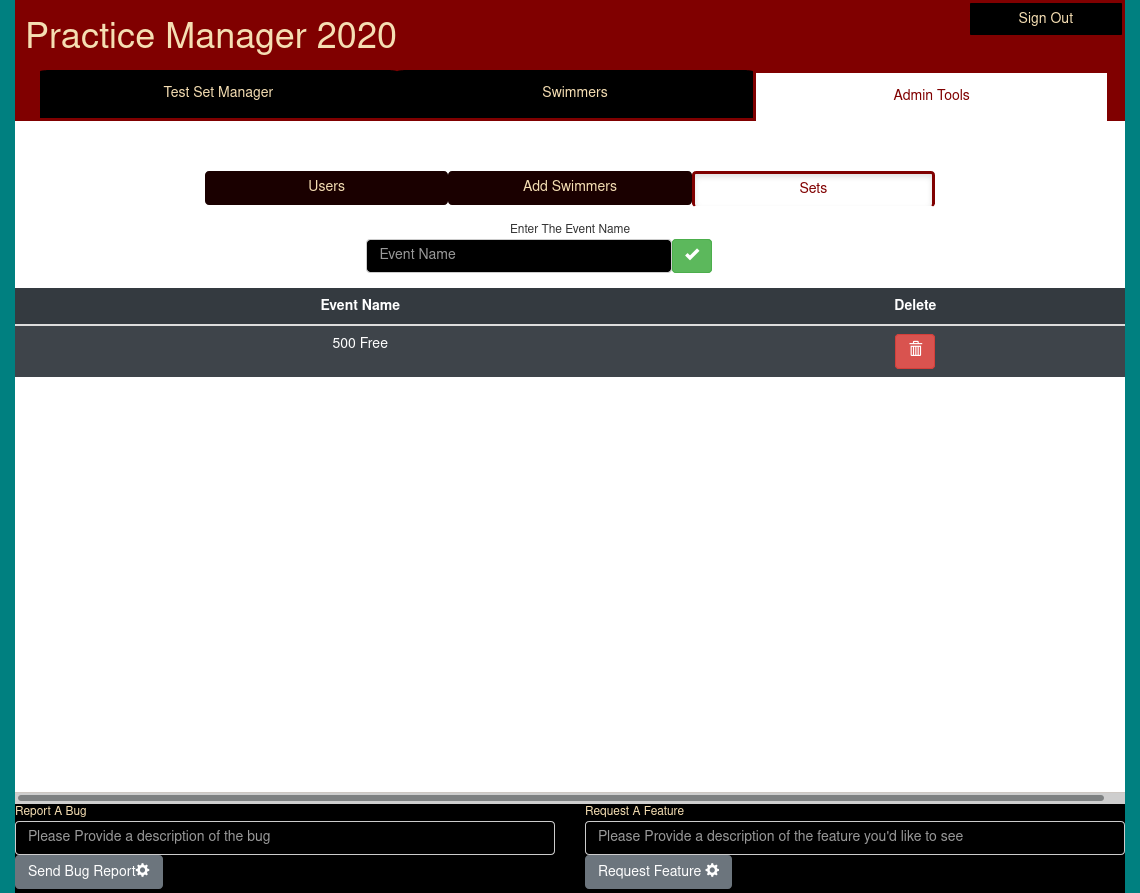 Practice Manager 2020
Sign Out
Test Set Manager
Swimmers
Admin Tools
Users
Add Swimmers
Sets
Enter The Event Name
Event Name
Event Name
Delete
500 Free
Report A Bug
Request A Feature
Please Provide a description of the bug
Please Provide a description of the feature you'd like to see
Send Bug Report
Request Feature